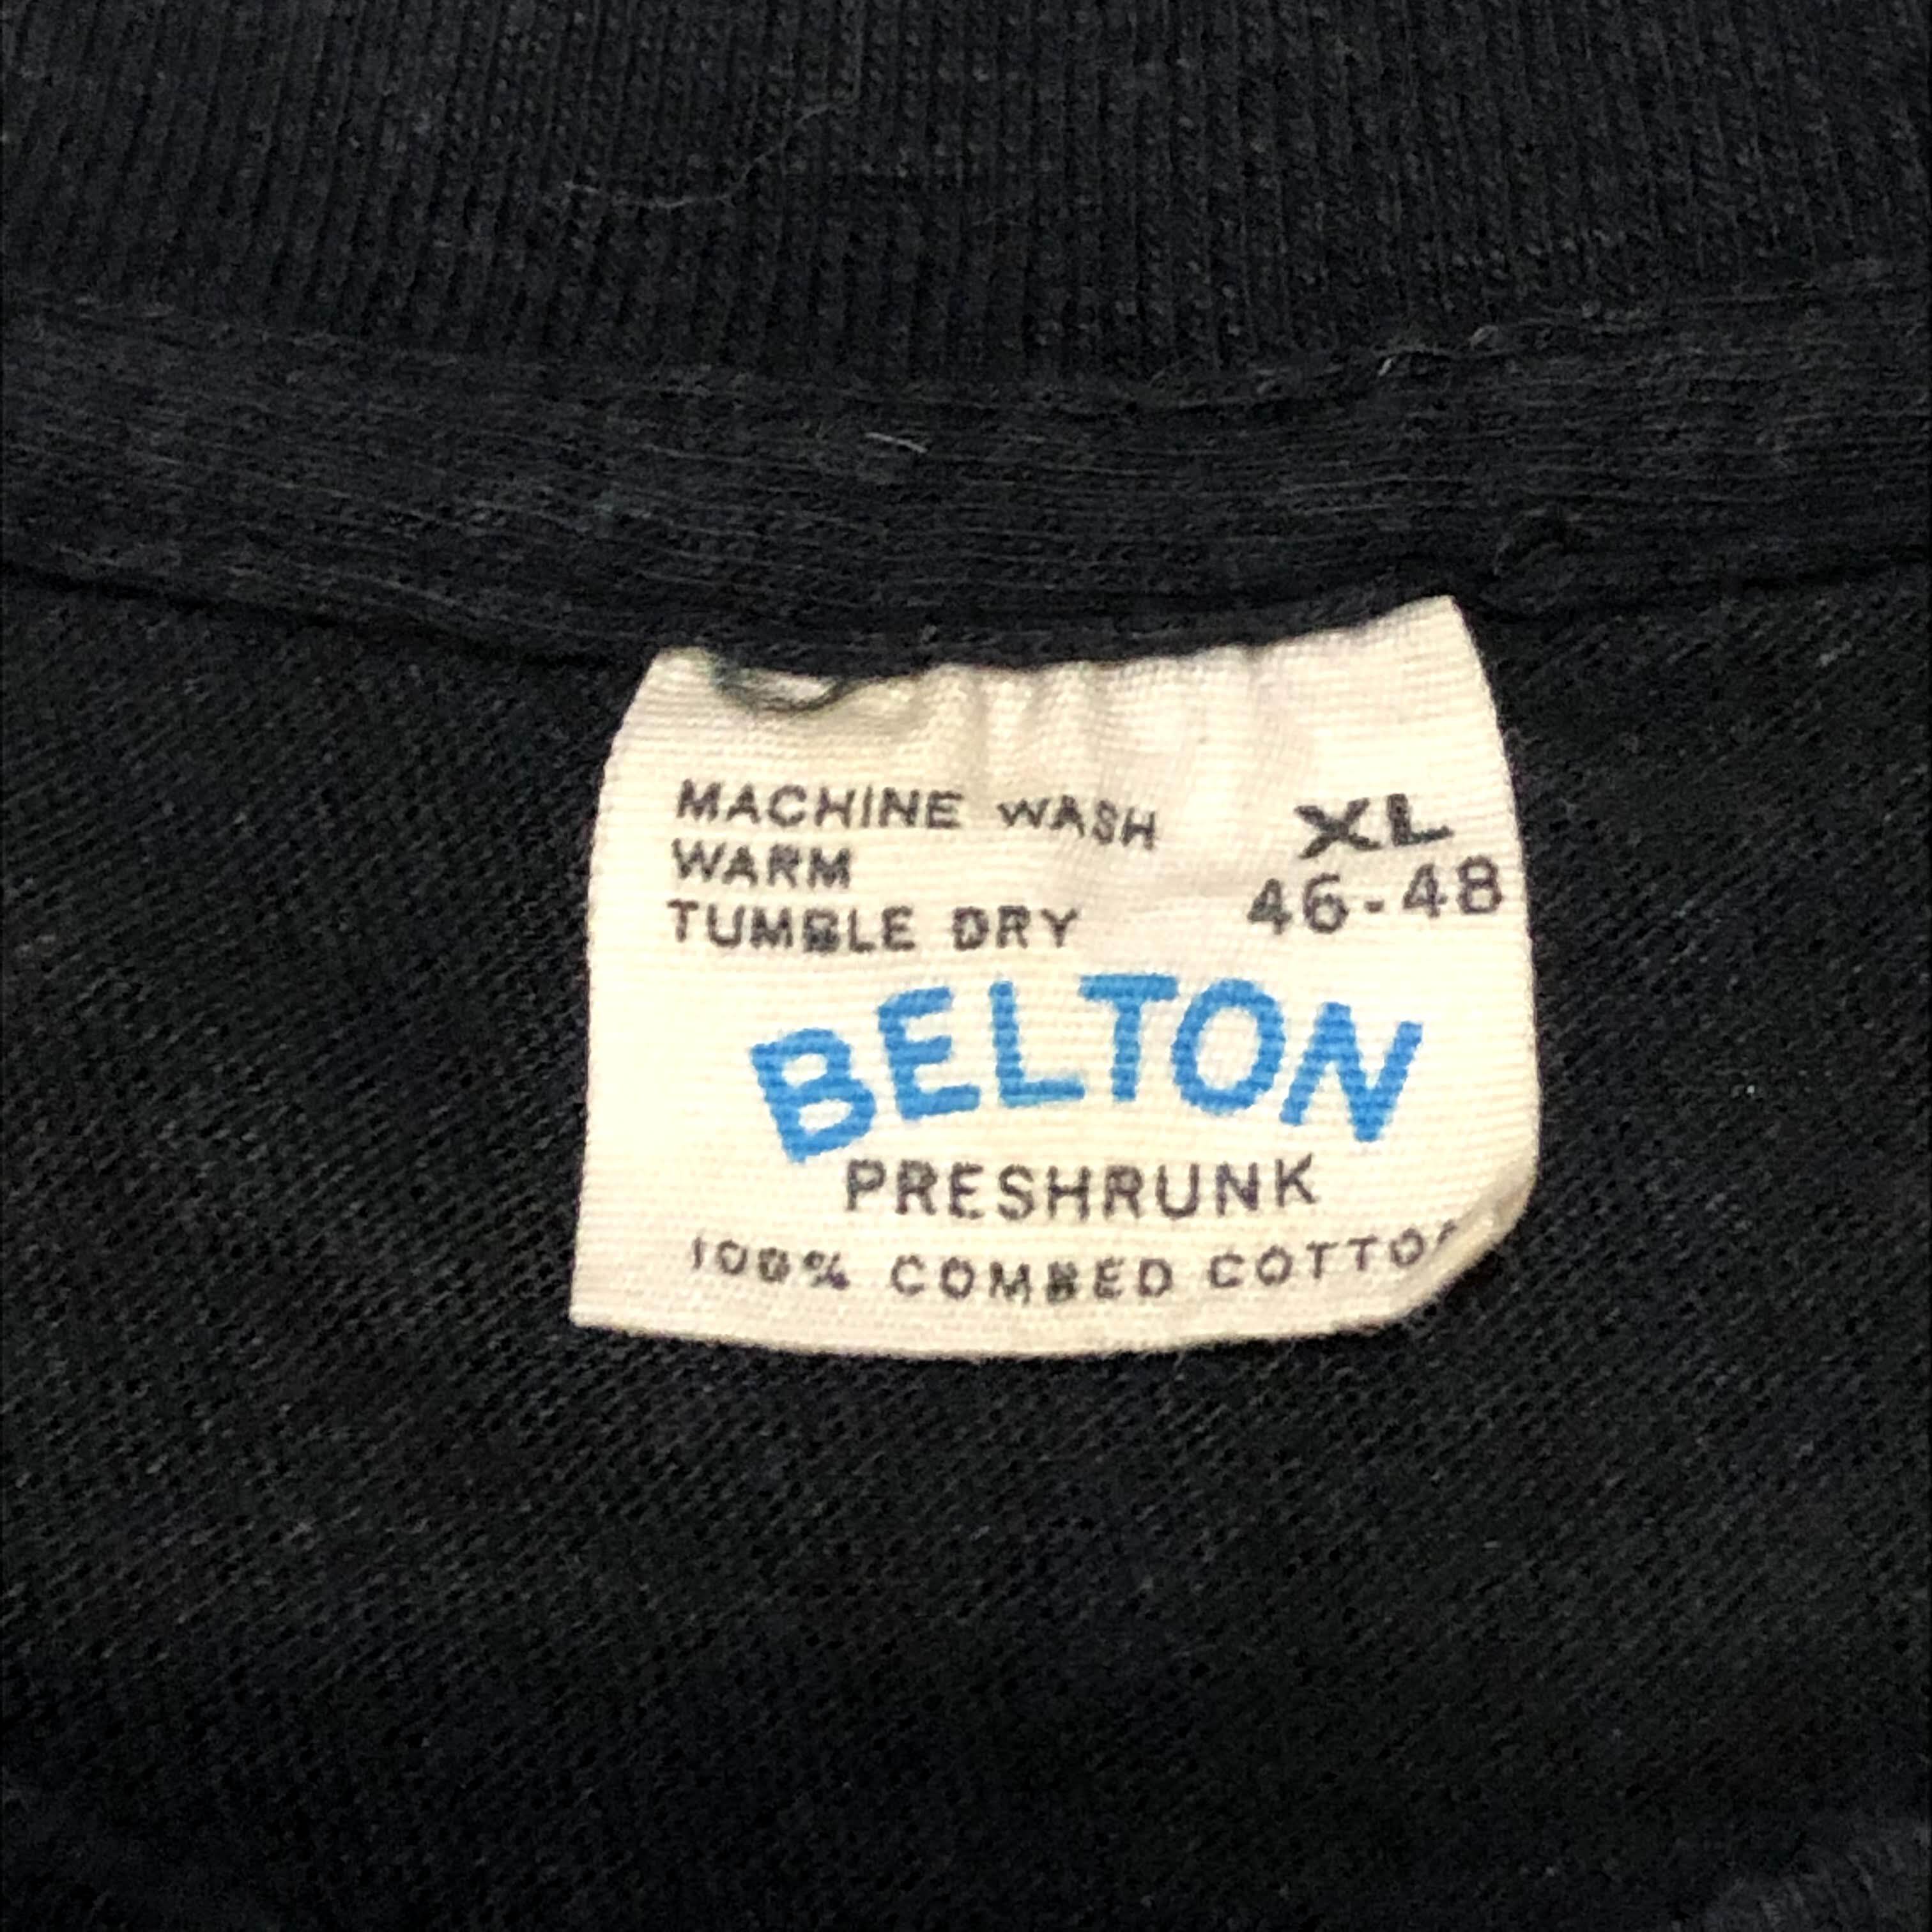 MACHINE WASH
WARM
TUMBLE DRY
XL
46-48
BELTON
PRESHRUNK
100% COMBED COTTO